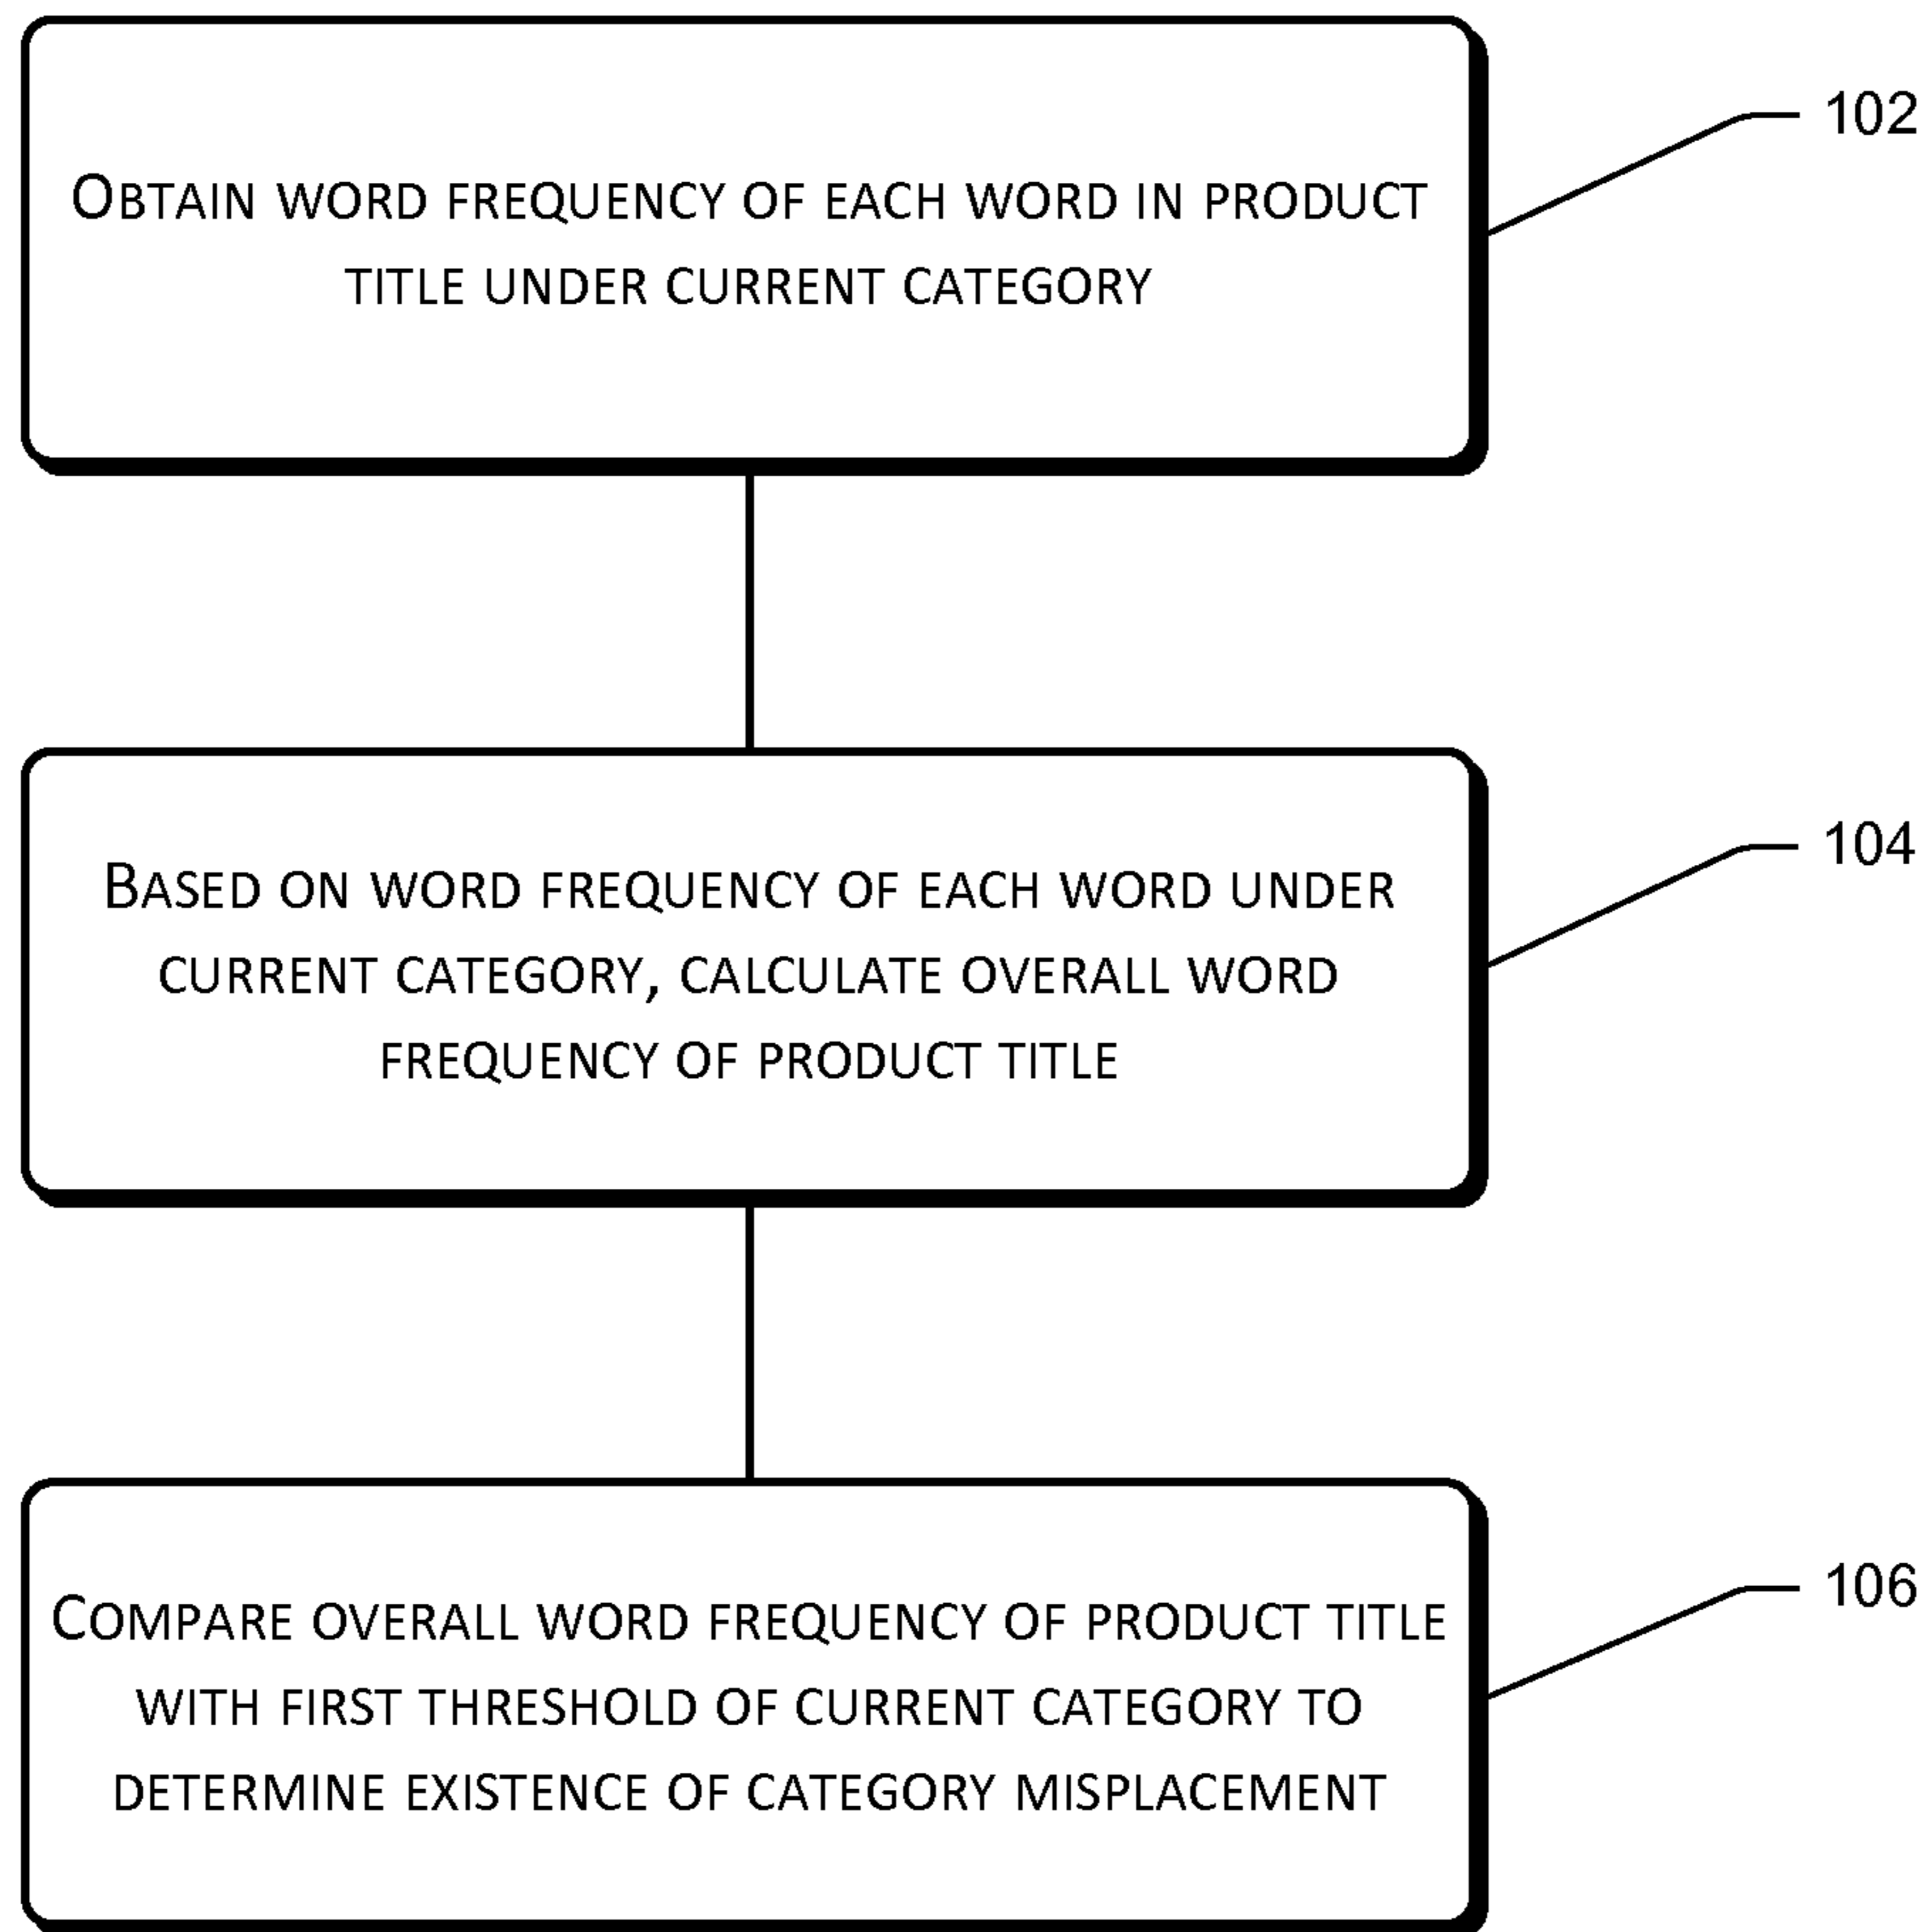 OBTAIN WORD FREQUENCY OF EACH WORD IN PRODUCT
TITLE UNDER CURRENT CATEGORY
102
BASED ON WORD FREQUENCY OF EACH WORD UNDER
CURRENT CATEGORY, CALCULATE OVERALL WORD
FREQUENCY OF PRODUCT TITLE
104
COMPARE OVERALL WORD FREQUENCY OF PRODUCT TITLE
WITH FIRST THRESHOLD OF CURRENT CATEGORY TO
DETERMINE EXISTENCE OF CATEGORY MISPLACEMENT
106